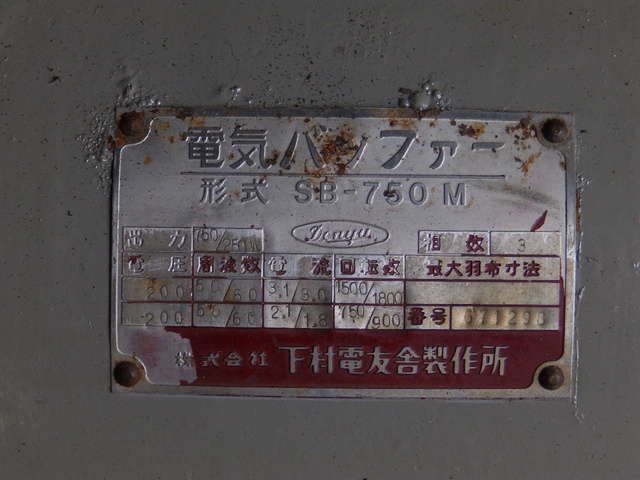 電気バッファー
形式 SB-750M
出力 750/250W Denyu 相数 3
電圧 周波数 電流 回転数 最大羽布寸法
200 50/60 3.1/3.0 1500/1800
200 50/60 2.1/1.8 750/900 番号
株式会社 下村電友舎製作所